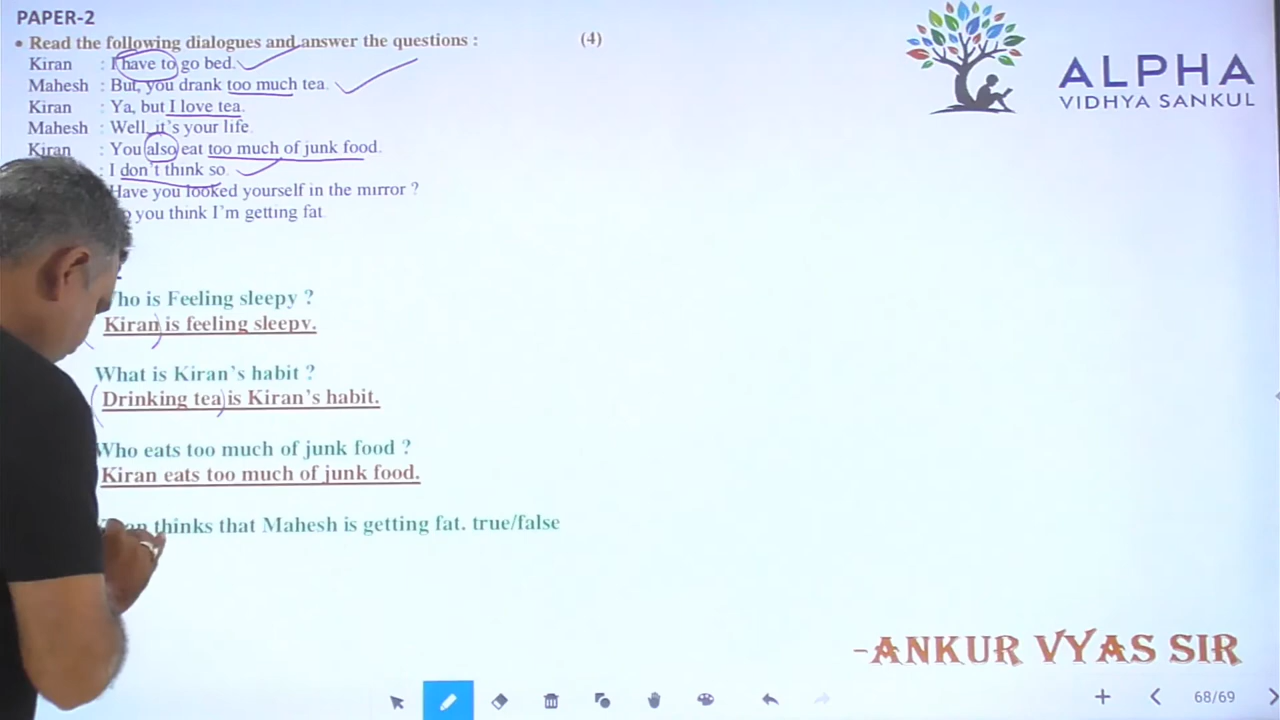 PAPER-2
• Read the following dialogues and answer the questions : (4)
Kiran : I have to go bed.
Mahesh : But, you drank too much tea.
Kiran : Ya, but I love tea.
Mahesh : Well, it's your life.
Kiran : You also eat too much of junk food.
: I don't think so.
Have you looked yourself in the mirror ?
you think I'm getting fat.
ALPHA
VIDHYA SANKUL
is Feeling sleepy ?
Kiran is feeling sleepy.
What is Kiran's habit ?
Drinking tea is Kiran's habit.
Who eats too much of junk food ?
Kiran eats too much of junk food.
thinks that Mahesh is getting fat. true/false
-ANKUR VYAS SIR
68/69